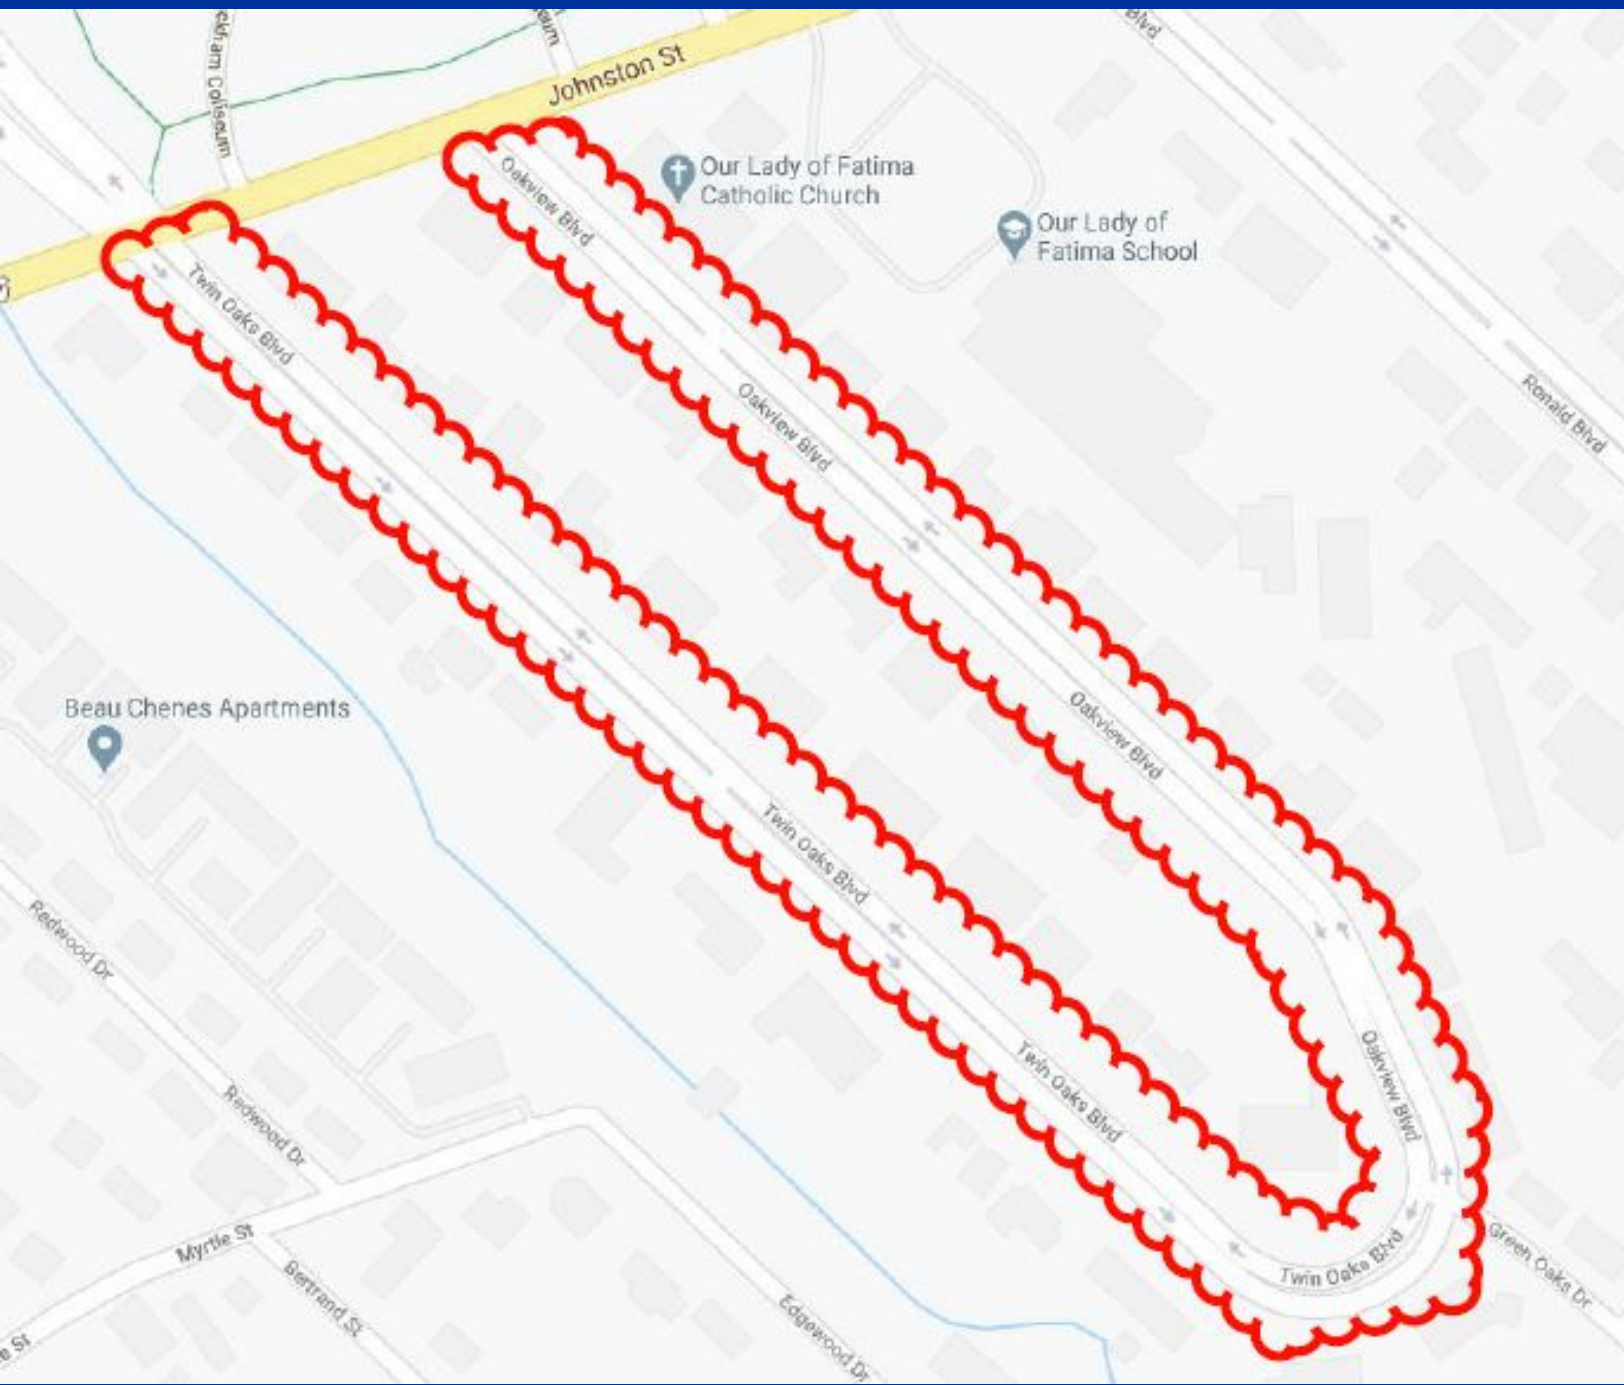 Blvd
Johnston St
Our Lady of Fatima
Catholic Church
Oakview Blvd
Our Lady of
Fatima School
Twin Oaks Blvd
Oakview Blvd
Ronald Blvd
Oakview Blvd
Beau Chenes Apartments
Twin Oaks Blvd
Redwood Dr
Oakview Blvd
Twin Oaks Blvd
Redwood Dr
Myrtle St
Twin Oaks Blvd
Green Oaks Dr
Bertrand St
Edgewood Dr
St
Coliseum